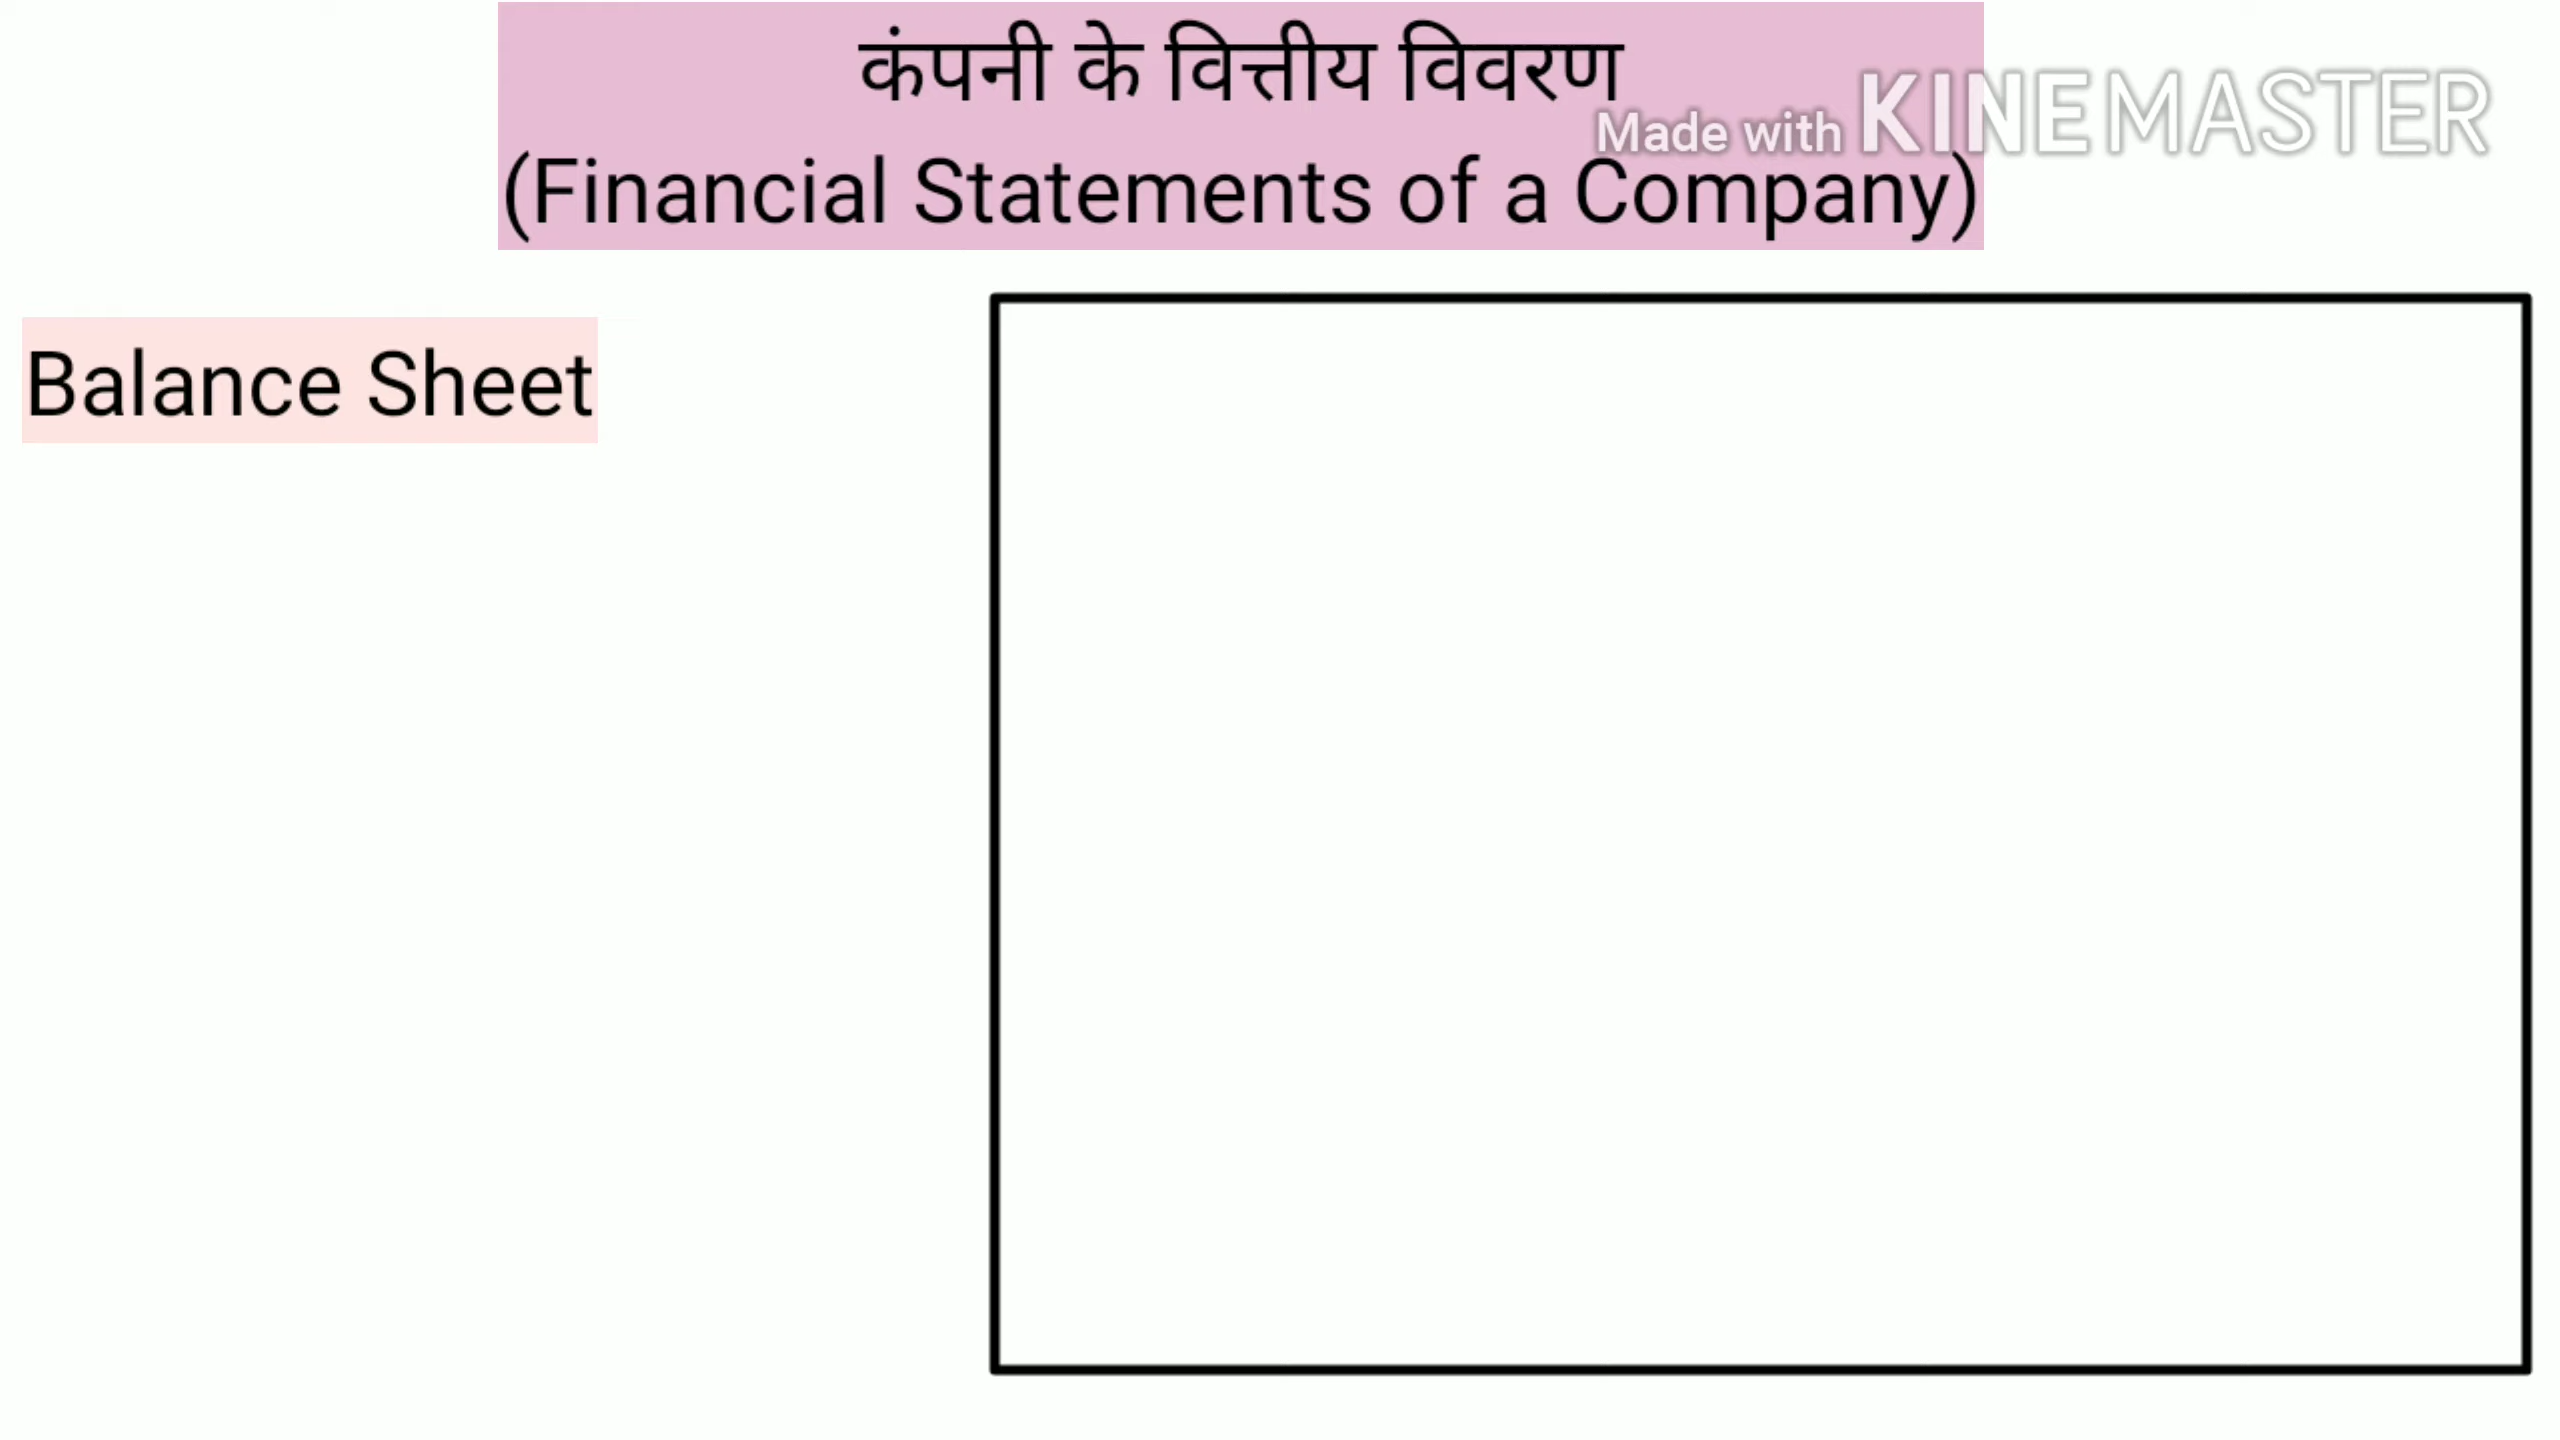 कंपनी के वित्तीय विवरण
Made with KINEMASTER
(Financial Statements of a Company)
Balance Sheet